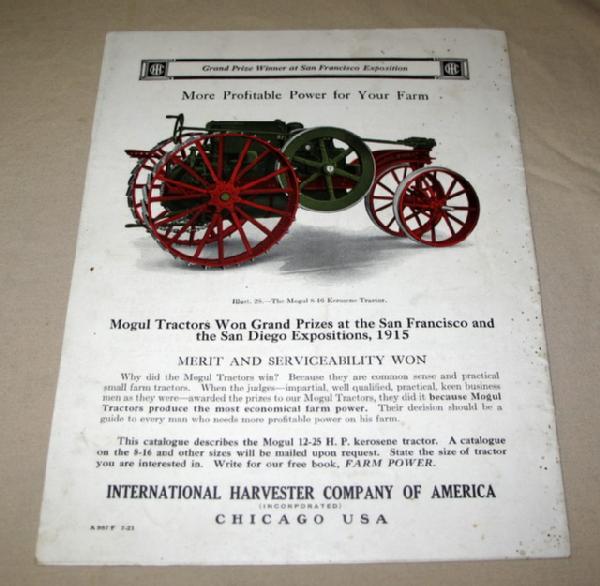 IHC Grand Prize Winner at San Francisco Exposition IHC
More Profitable Power for Your Farm
Illust. 28.—The Mogul 8-16 Kerosene Tractor.
Mogul Tractors Won Grand Prizes at the San Francisco and
the San Diego Expositions, 1915
MERIT AND SERVICEABILITY WON
Why did the Mogul Tractors win? Because they are common sense and practical
small farm tractors. When the judges—impartial, well qualified, practical, keen business
men as they were—awarded the prizes to our Mogul Tractors, they did it because Mogul
Tractors produce the most economical farm power. Their decision should be a
guide to every man who needs more profitable power on his farm.
This catalogue describes the Mogul 12-25 H. P. kerosene tractor. A catalogue
on the 8-16 and other sizes will be mailed upon request. State the size of tractor
you are interested in. Write for our free book, FARM POWER.
INTERNATIONAL HARVESTER COMPANY OF AMERICA
(INCORPORATED)
CHICAGO USA